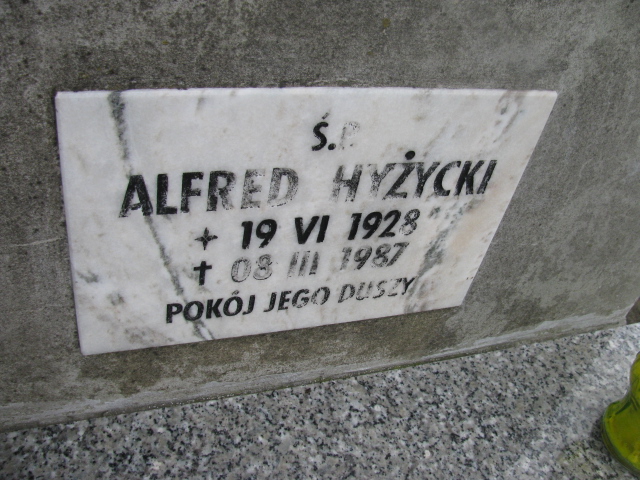 Ś.P.
ALFRED HYŻYCKI
+ 19 VI 1928
✝ 08 III 1987
POKÓJ JEGO DUSZY